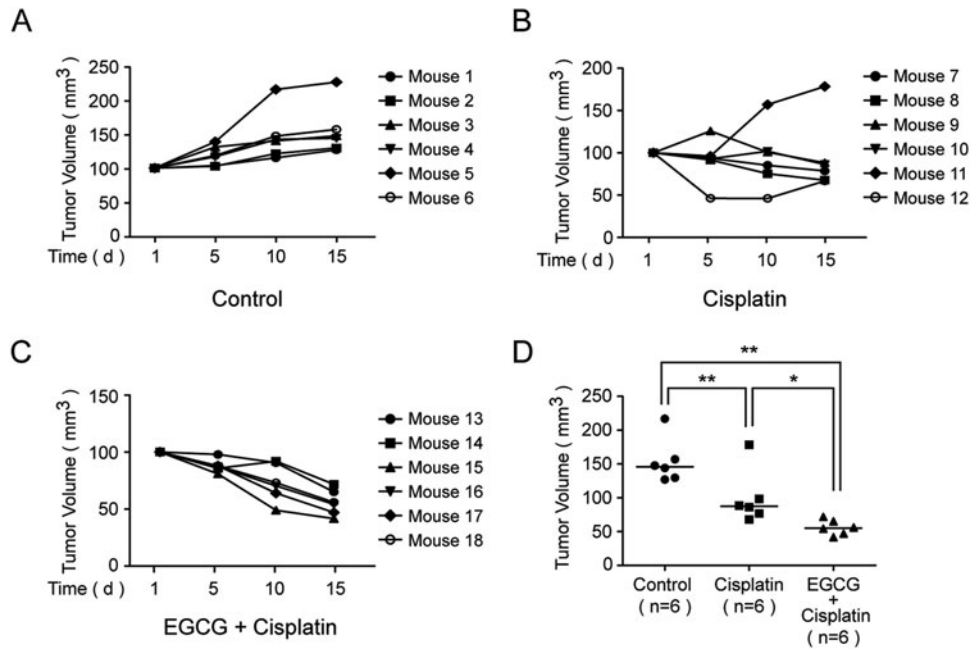 A
Tumor Volume ( mm³ )
250
200
150
100
50
0
Time ( d )
1 5 10 15
Control
Mouse 1
Mouse 2
Mouse 3
Mouse 4
Mouse 5
Mouse 6
B
Tumor Volume ( mm³ )
200
150
100
50
0
Time ( d )
1 5 10 15
Cisplatin
Mouse 7
Mouse 8
Mouse 9
Mouse 10
Mouse 11
Mouse 12
C
Tumor Volume ( mm³ )
150
100
50
0
Time ( d )
1 5 10 15
EGCG + Cisplatin
Mouse 13
Mouse 14
Mouse 15
Mouse 16
Mouse 17
Mouse 18
D
**
** *
Tumor Volume ( mm³ )
250
200
150
100
50
0
Control
( n=6 )
Cisplatin
( n=6 )
EGCG
+
Cisplatin
( n=6 )